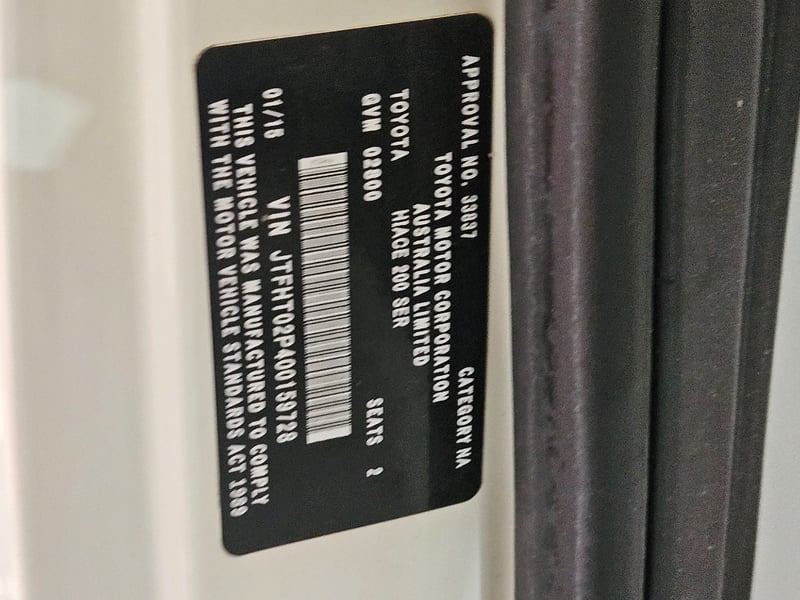 APPROVAL NO. 33897 CATEGORY NA
TOYOTA MOTOR CORPORATION
AUSTRALIA LIMITED
TOYOTA HIACE 200 SER
GVM 02800 SEATS 2
VIN JTFHT02P400159728
01/15
THIS VEHICLE WAS MANUFACTURED TO COMPLY
WITH THE MOTOR VEHICLE STANDARDS ACT 1989